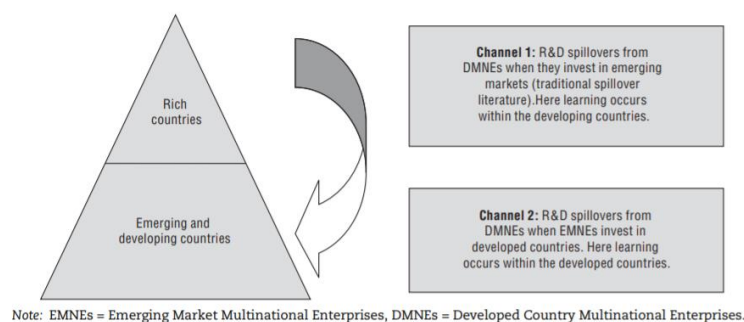 Rich
countries
Emerging and
developing countries
Channel 1: R&D spillovers from
DMNEs when they invest in emerging
markets (traditional spillover
literature).Here learning occurs
within the developing countries.
Channel 2: R&D spillovers from
DMNEs when EMNEs invest in
developed countries. Here learning
occurs within the developed countries.
Note: EMNEs = Emerging Market Multinational Enterprises, DMNEs = Developed Country Multinational Enterprises.